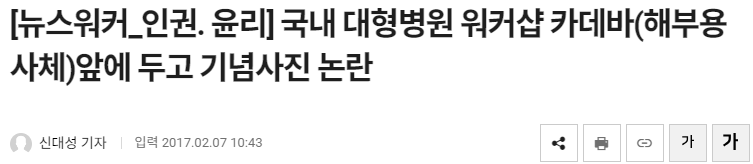 [뉴스워커_인권. 윤리] 국내 대형병원 워커샵 카데바(해부용
사체)앞에 두고 기념사진 논란
신대성 기자 | 입력 2017.02.07 10:43 가 가